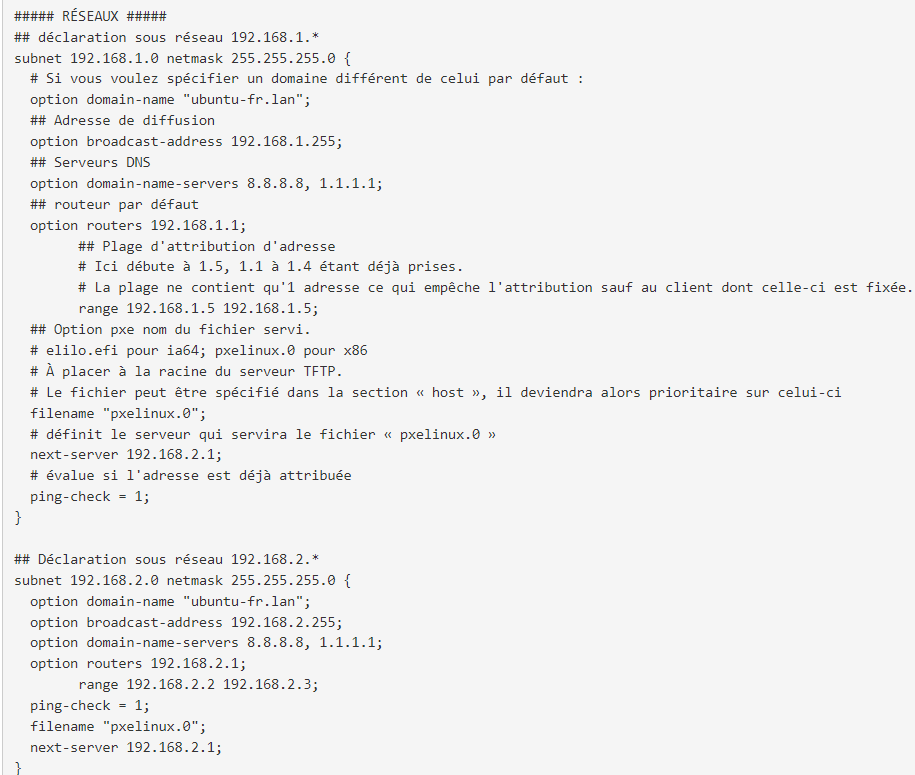 ##### RÉSEAUX #####
## déclaration sous réseau 192.168.1.*
subnet 192.168.1.0 netmask 255.255.255.0 {
  # Si vous voulez spécifier un domaine différent de celui par défaut :
  option domain-name "ubuntu-fr.lan";
  ## Adresse de diffusion
  option broadcast-address 192.168.1.255;
  ## Serveurs DNS
  option domain-name-servers 8.8.8.8, 1.1.1.1;
  ## routeur par défaut
  option routers 192.168.1.1;
        ## Plage d'attribution d'adresse
        # Ici débute à 1.5, 1.1 à 1.4 étant déjà prises.
        # La plage ne contient qu'1 adresse ce qui empêche l'attribution sauf au client dont celle-ci est fixée.
        range 192.168.1.5 192.168.1.5;
  ## Option pxe nom du fichier servi.
  # elilo.efi pour ia64; pxelinux.0 pour x86
  # À placer à la racine du serveur TFTP.
  # Le fichier peut être spécifié dans la section « host », il deviendra alors prioritaire sur celui-ci
  filename "pxelinux.0";
  # définit le serveur qui servira le fichier « pxelinux.0 »
  next-server 192.168.2.1;
  # évalue si l'adresse est déjà attribuée
  ping-check = 1;
}

## Déclaration sous réseau 192.168.2.*
subnet 192.168.2.0 netmask 255.255.255.0 {
  option domain-name "ubuntu-fr.lan";
  option broadcast-address 192.168.2.255;
  option domain-name-servers 8.8.8.8, 1.1.1.1;
  option routers 192.168.2.1;
        range 192.168.2.2 192.168.2.3;
  ping-check = 1;
  filename "pxelinux.0";
  next-server 192.168.2.1;
}